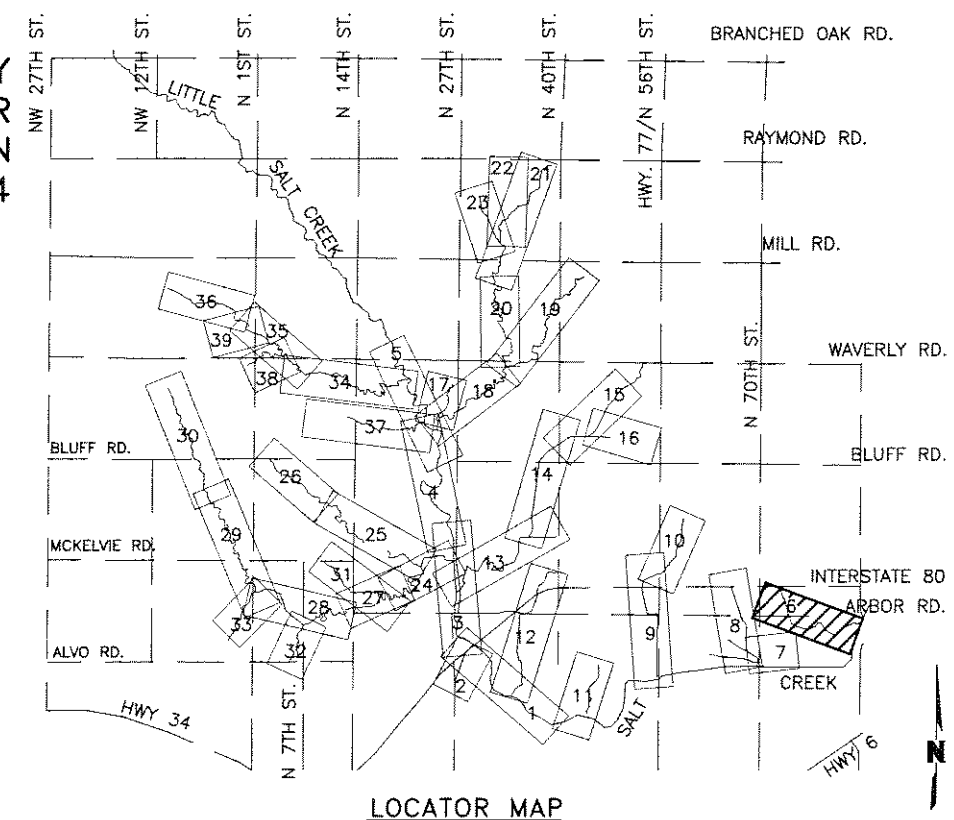 NW 27TH ST.
NW 12TH ST.
N 1ST ST.
N 14TH ST.
N 27TH ST.
N 40TH ST.
HWY. 77/N 56TH ST.
BRANCHED OAK RD.
Y
R
N
4
LITTLE
SALT CREEK
RAYMOND RD.
22
21
23
MILL RD.
36
20
19
35
39
5
WAVERLY RD.
38
34
17
18
15
N 70TH ST.
37
16
30
BLUFF RD.
BLUFF RD.
26
14
4
29
25
10
MCKELVIE RD.
13
31
24
INTERSTATE 80
27
6
ARBOR RD.
28
33
3
12
8
9
ALVO RD.
32
7
2
11
CREEK
SALT
1
HWY 34
N 7TH ST.
HWY 6
N
LOCATOR MAP